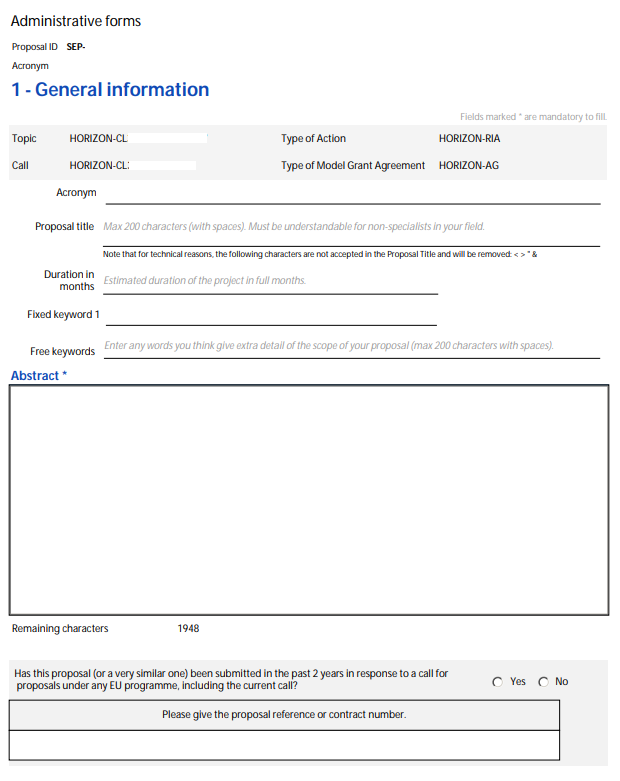 Administrative forms
Proposal ID SEP-
Acronym
1 - General information
Fields marked * are mandatory to fill.
Topic HORIZON-CL Type of Action HORIZON-RIA
Call HORIZON-CL Type of Model Grant Agreement HORIZON-AG
Acronym
Proposal title Max 200 characters (with spaces). Must be understandable for non-specialists in your field.
Note that for technical reasons, the following characters are not accepted in the Proposal Title and will be removed: < > " &
Duration in
months Estimated duration of the project in full months.
Fixed keyword 1
Free keywords Enter any words you think give extra detail of the scope of your proposal (max 200 characters with spaces).
Abstract *
Remaining characters 1948
Has this proposal (or a very similar one) been submitted in the past 2 years in response to a call for
proposals under any EU programme, including the current call? Yes No
Please give the proposal reference or contract number.